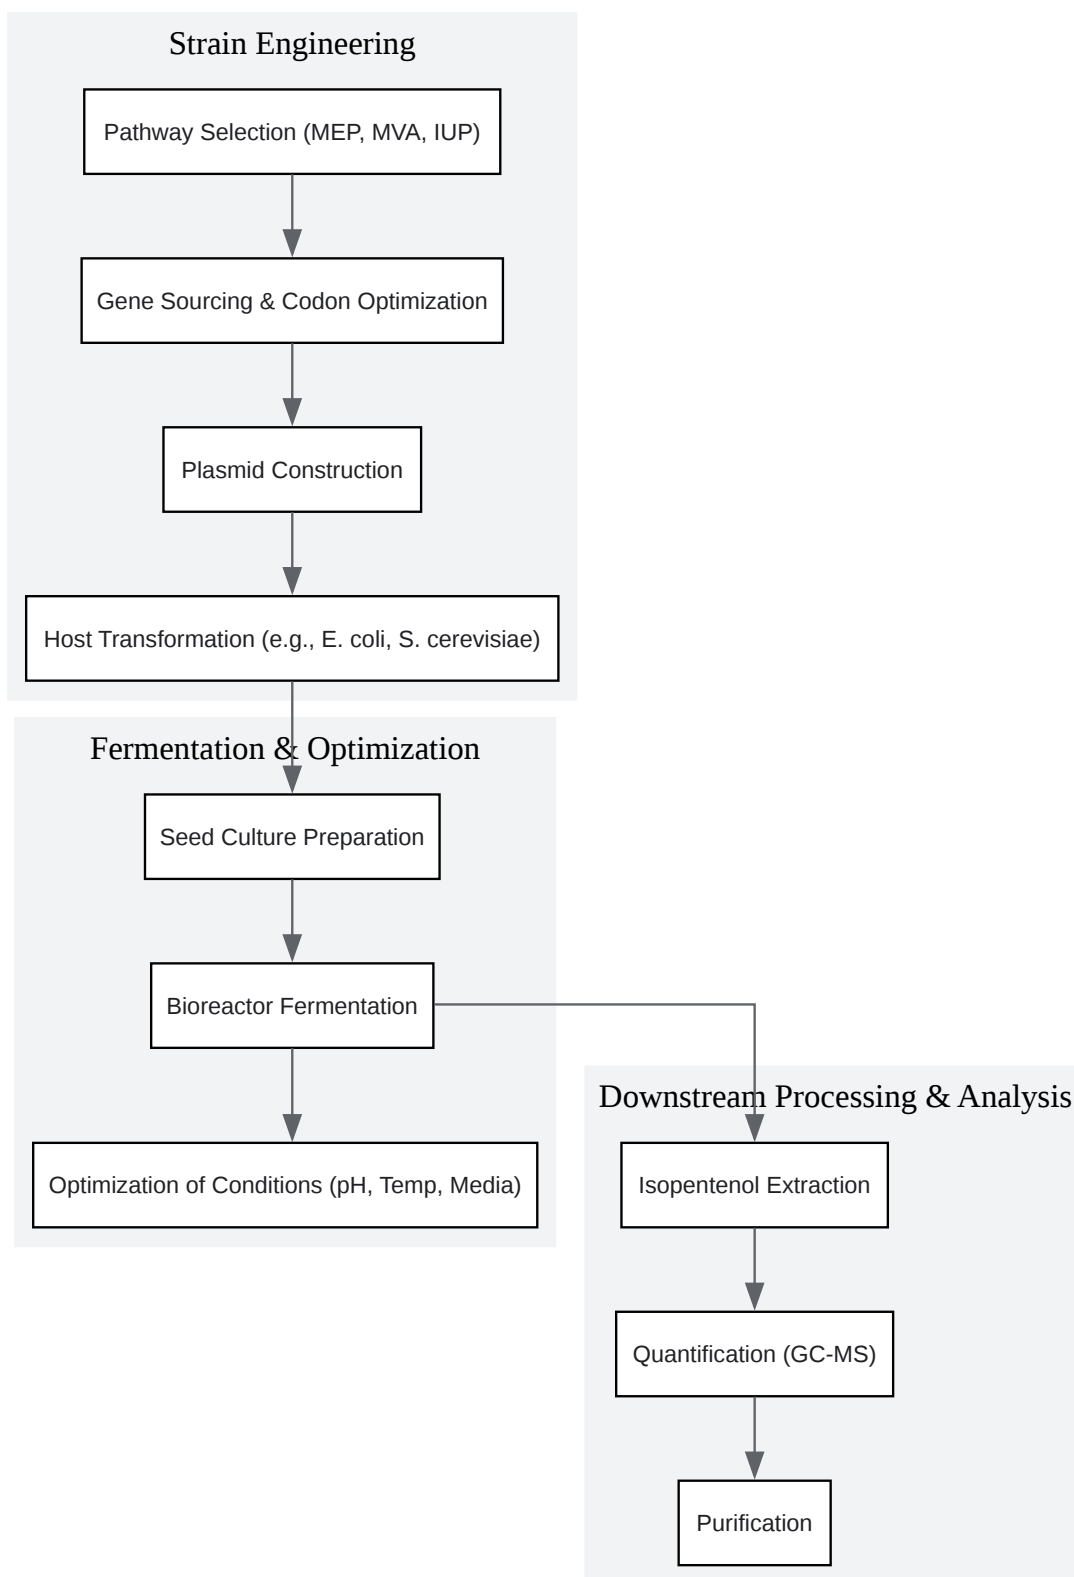 Strain Engineering
Pathway Selection (MEP, MVA, IUP)
Gene Sourcing & Codon Optimization
Plasmid Construction
Host Transformation (e.g., E. coli, S. cerevisiae)
Fermentation & Optimization
Seed Culture Preparation
Bioreactor Fermentation
Optimization of Conditions (pH, Temp, Media)
Downstream Processing & Analysis
Isopentenol Extraction
Quantification (GC-MS)
Purification